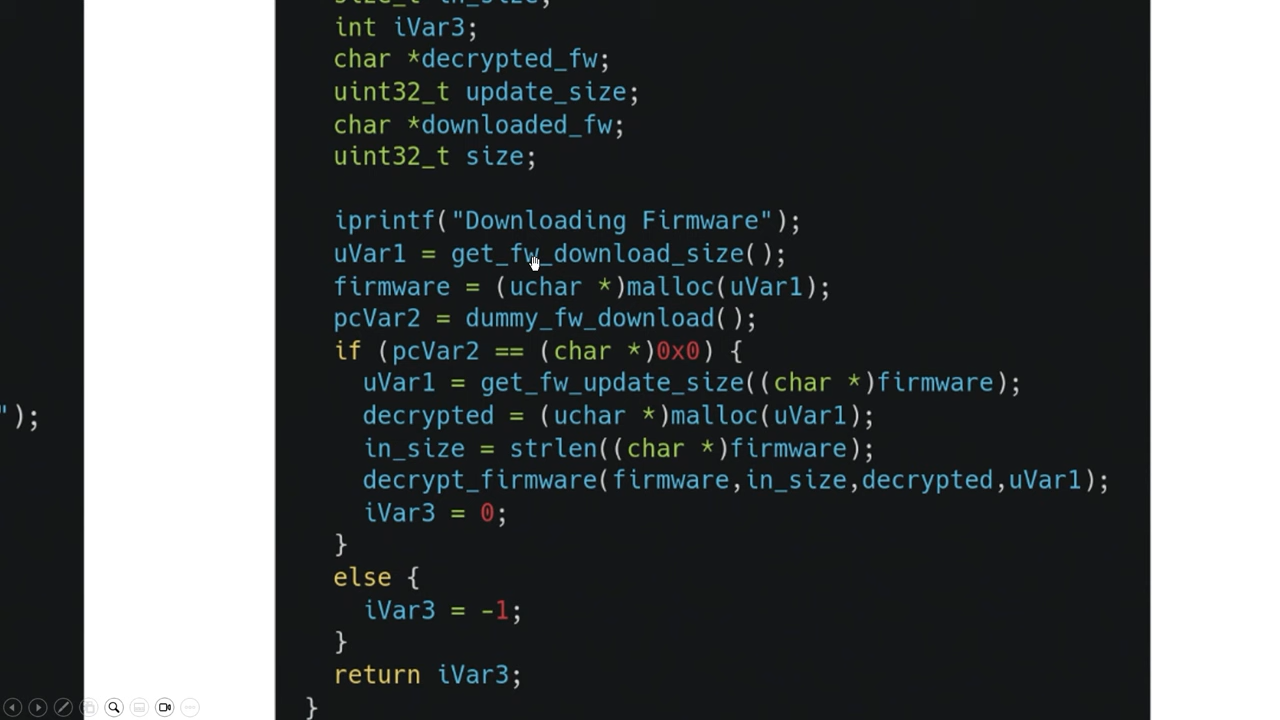 size_t in_size;
int iVar3;
char *decrypted_fw;
uint32_t update_size;
char *downloaded_fw;
uint32_t size;
iprintf("Downloading Firmware");
uVar1 = get_fw_download_size();
firmware = (uchar *)malloc(uVar1);
pcVar2 = dummy_fw_download();
if (pcVar2 == (char *)0x0) {
uVar1 = get_fw_update_size((char *)firmware);
decrypted = (uchar *)malloc(uVar1);
");
in_size = strlen((char *)firmware);
decrypt_firmware(firmware,in_size,decrypted,uVar1);
iVar3 = 0;
}
else {
iVar3 = -1;
}
return iVar3;
}